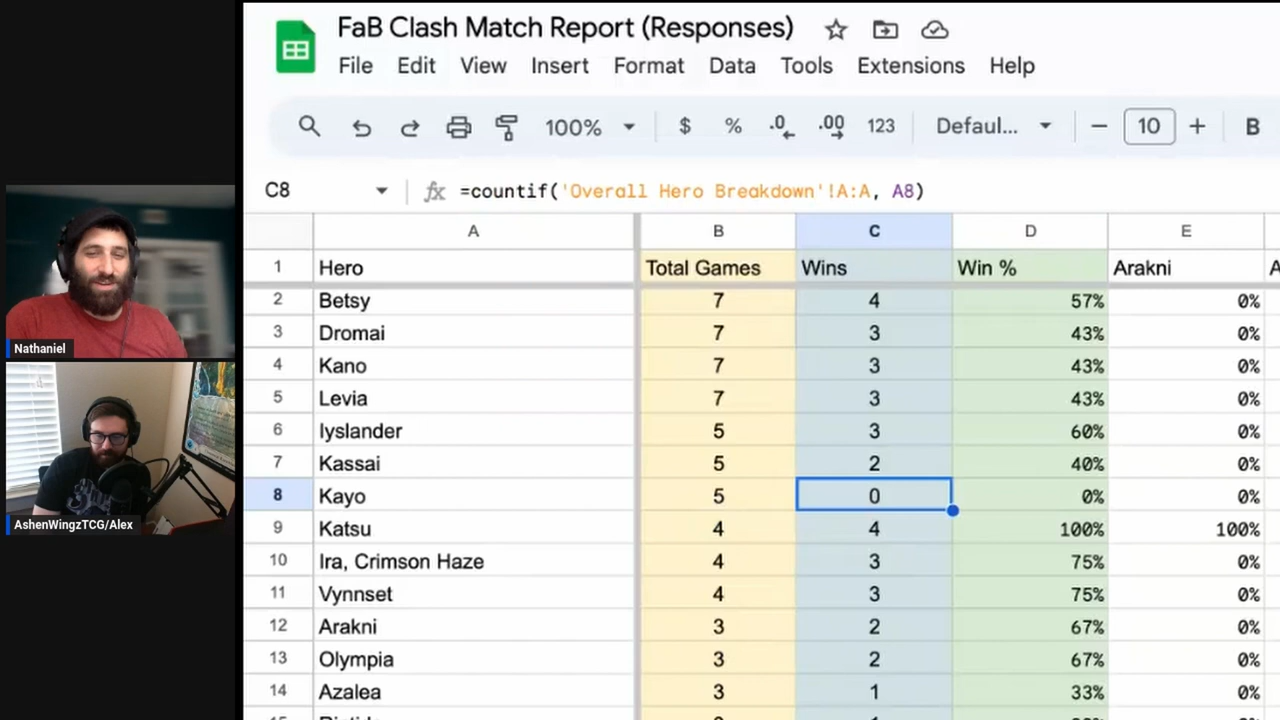 FaB Clash Match Report (Responses)
File Edit View Insert Format Data Tools Extensions Help
100% $ % .0 .00 123 Defaul... 10 B
C8 fx =countif('Overall Hero Breakdown'!A:A, A8)
A B C D E
1 Hero Total Games Wins Win % Arakni A
2 Betsy 7 4 57% 0%
3 Dromai 7 3 43% 0%
4 Kano 7 3 43% 0%
5 Levia 7 3 43% 0%
6 Iyslander 5 3 60% 0%
7 Kassai 5 2 40% 0%
8 Kayo 5 0 0% 0%
9 Katsu 4 4 100% 100%
10 Ira, Crimson Haze 4 3 75% 0%
11 Vynnset 4 3 75% 0%
12 Arakni 3 2 67% 0%
13 Olympia 3 2 67% 0%
14 Azalea 3 1 33% 0%
Nathaniel
AshenWingzTCG/Alex